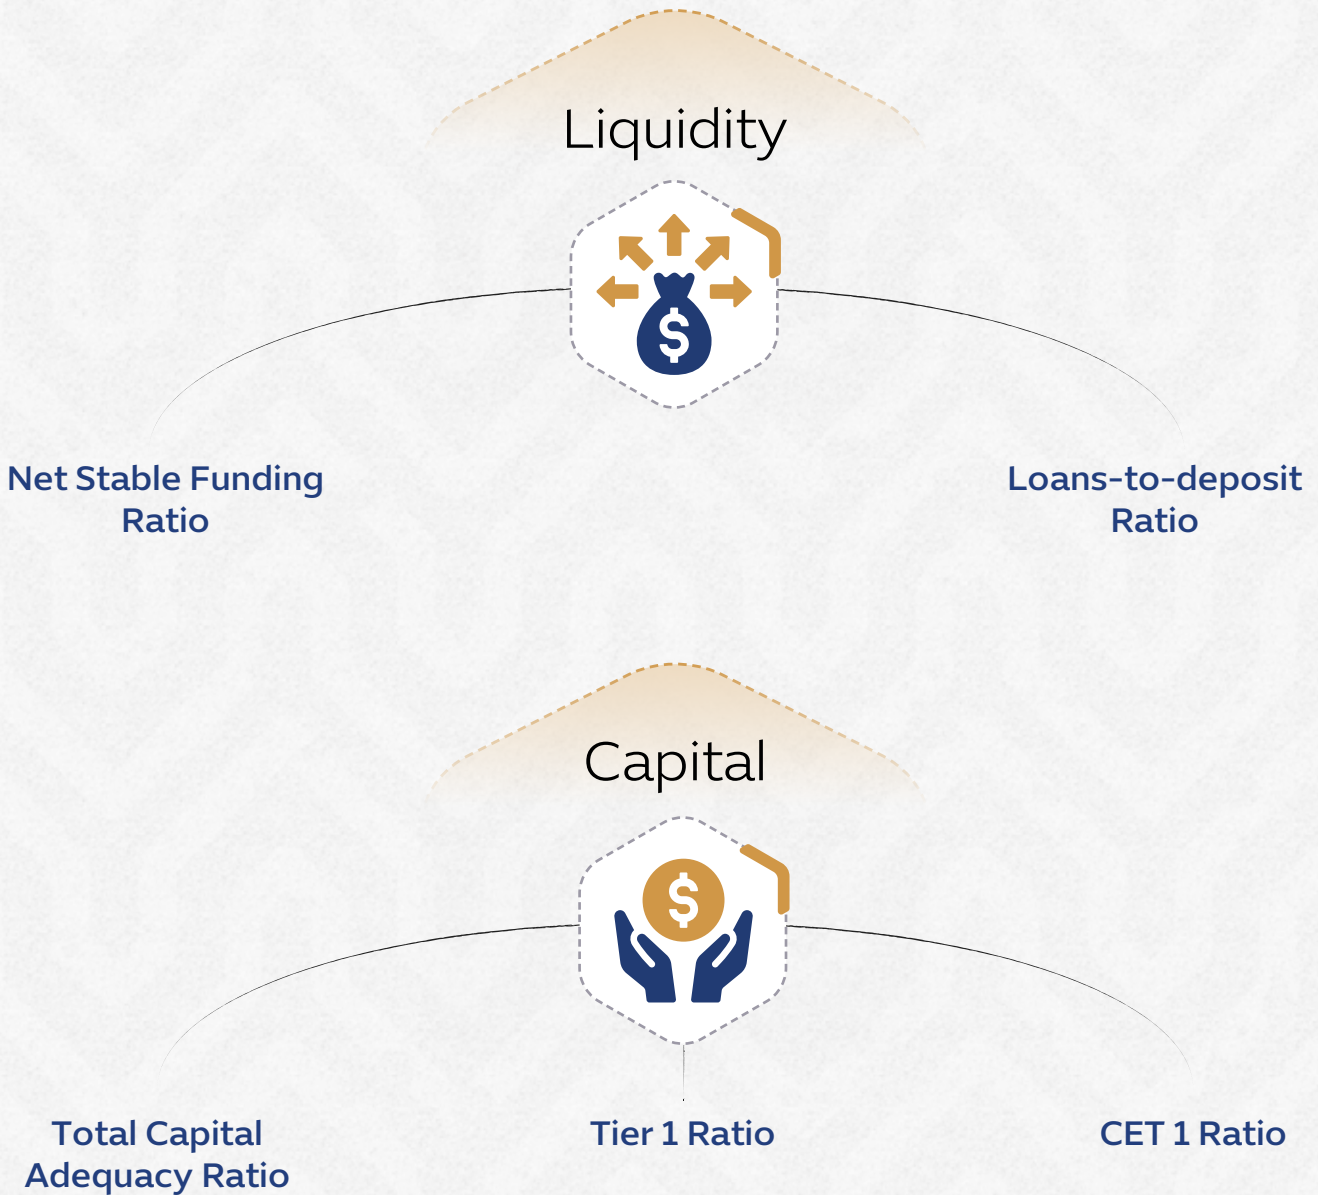 Liquidity
Net Stable Funding
Ratio
Loans-to-deposit
Ratio
Capital
Total Capital
Adequacy Ratio
Tier 1 Ratio
CET 1 Ratio